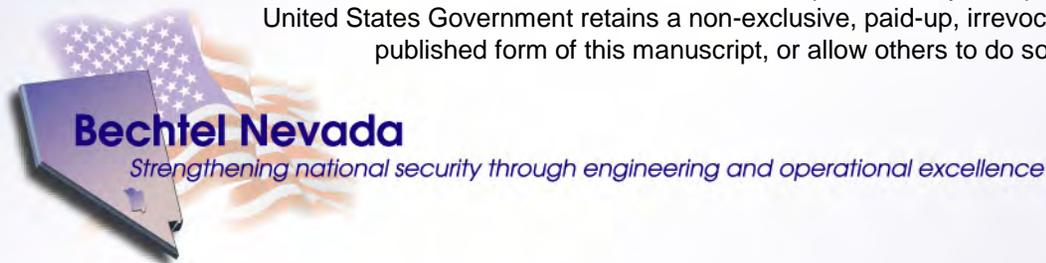 United States Government retains a non-exclusive, paid-up, irrevoc
published form of this manuscript, or allow others to do so
Bechtel Nevada
Strengthening national security through engineering and operational excellence